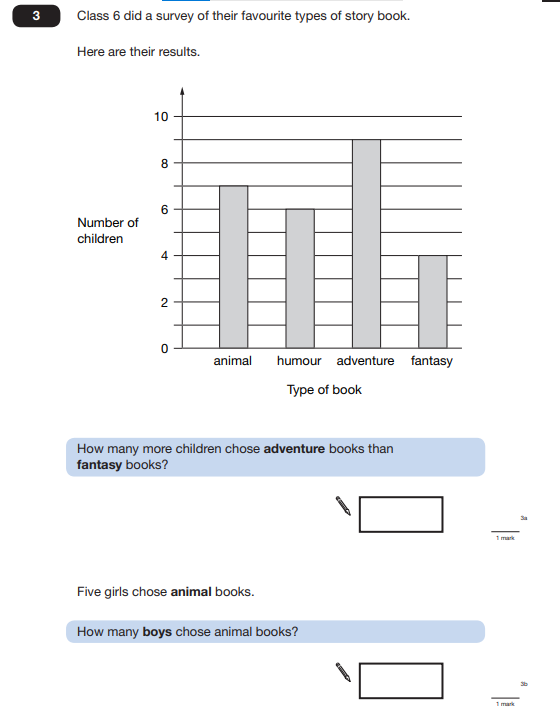 3
Class 6 did a survey of their favourite types of story book.
Here are their results.
10
8
6
4
2
0
Number of
children
animal humour adventure fantasy
Type of book
How many more children chose adventure books than
fantasy books?
3a
1 mark
Five girls chose animal books.
How many boys chose animal books?
3b
1 mark